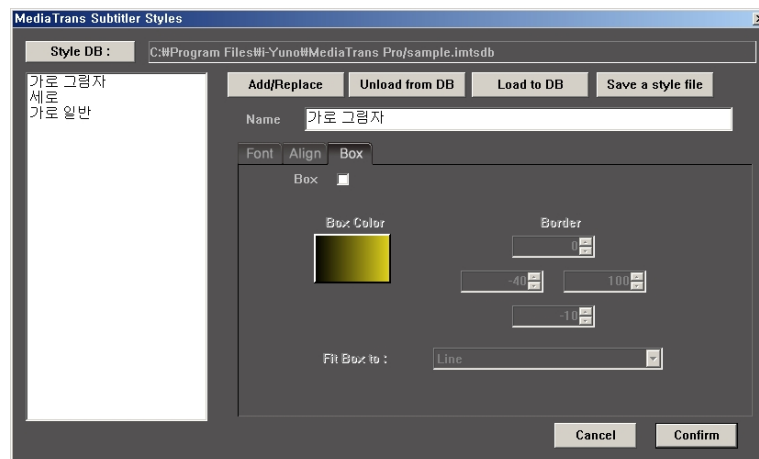 MediaTrans Subtitler Styles
Style DB :
C:₩Program Files₩i-Yuno₩MediaTrans Pro/sample.imtsdb
가로 그림자
세로
가로 일반
Add/Replace
Unload from DB
Load to DB
Save a style file
Name
가로 그림자
Font
Align
Box
Box
Box Color
Border
0
-40
100
-10
Fit Box to :
Line
Cancel
Confirm